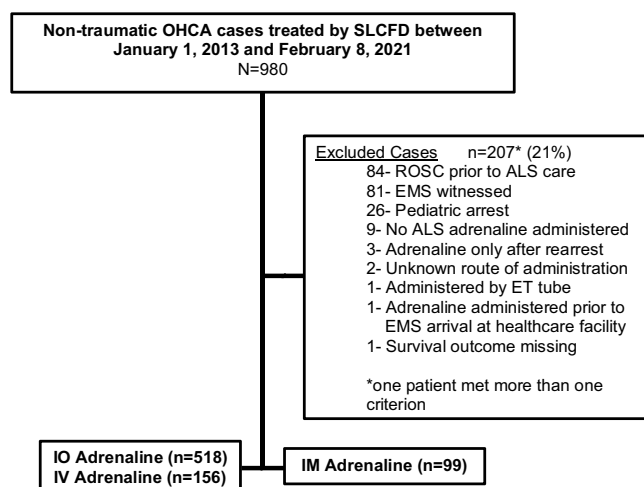 Non-traumatic OHCA cases treated by SLCFD between
January 1, 2013 and February 8, 2021
N=980
Excluded Cases n=207* (21%)
84- ROSC prior to ALS care
81- EMS witnessed
26- Pediatric arrest
9- No ALS adrenaline administered
3- Adrenaline only after rearrest
2- Unknown route of administration
1- Administered by ET tube
1- Adrenaline administered prior to
EMS arrival at healthcare facility
1- Survival outcome missing
*one patient met more than one
criterion
IO Adrenaline (n=518)
IV Adrenaline (n=156)
IM Adrenaline (n=99)